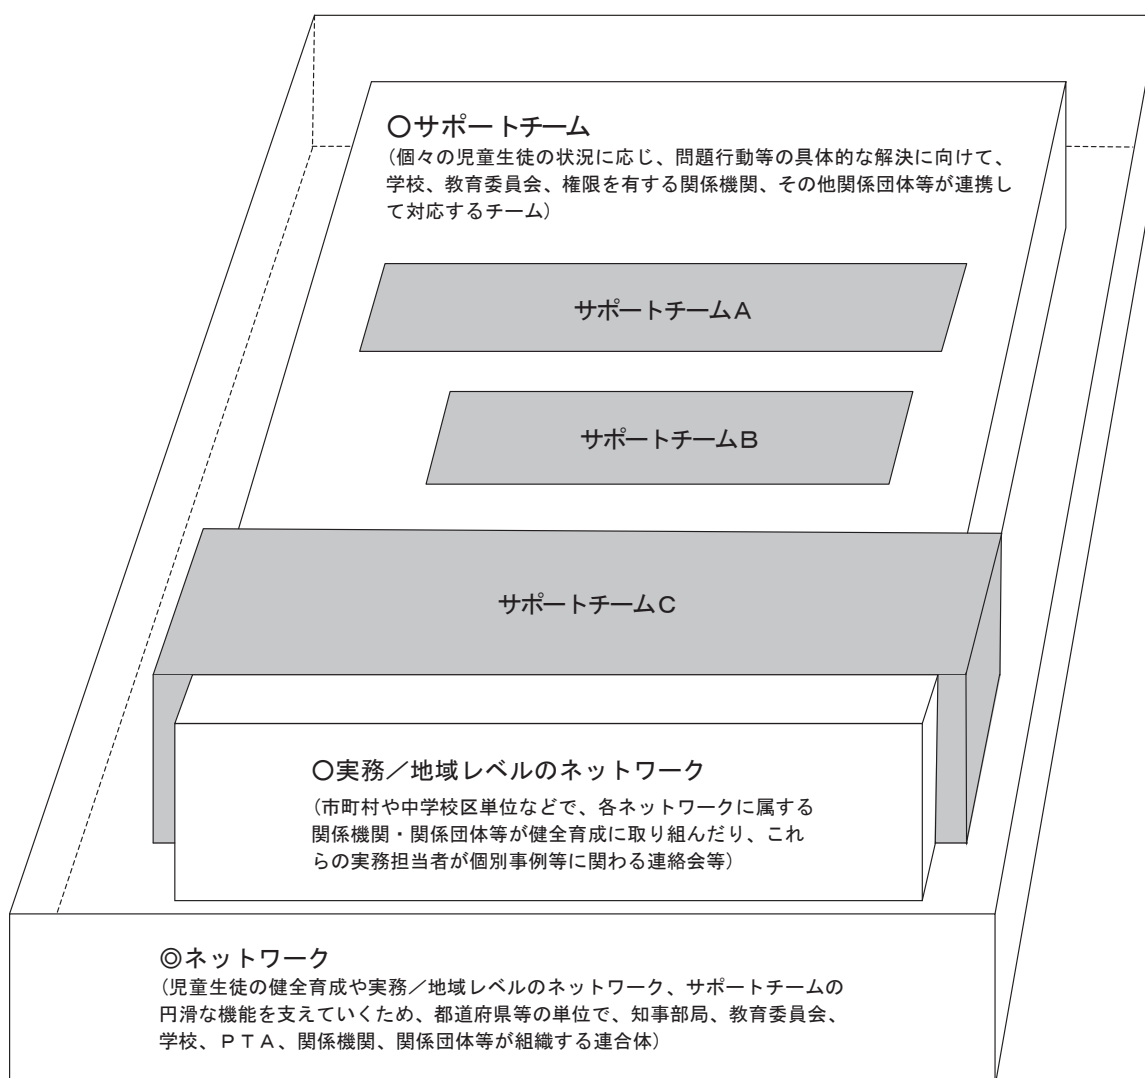 ○サポートチーム
（個々の児童生徒の状況に応じ、問題行動等の具体的な解決に向けて、
学校、教育委員会、権限を有する関係機関、その他関係団体等が連携し
て対応するチーム）
サポートチームＡ
サポートチームＢ
サポートチームＣ
○実務／地域レベルのネットワーク
（市町村や中学校区単位などで、各ネットワークに属する
関係機関・関係団体等が健全育成に取り組んだり、これ
らの実務担当者が個別事例等に関わる連絡会等）
◎ネットワーク
（児童生徒の健全育成や実務／地域レベルのネットワーク、サポートチームの
円滑な機能を支えていくため、都道府県等の単位で、知事部局、教育委員会、
学校、ＰＴＡ、関係機関、関係団体等が組織する連合体）